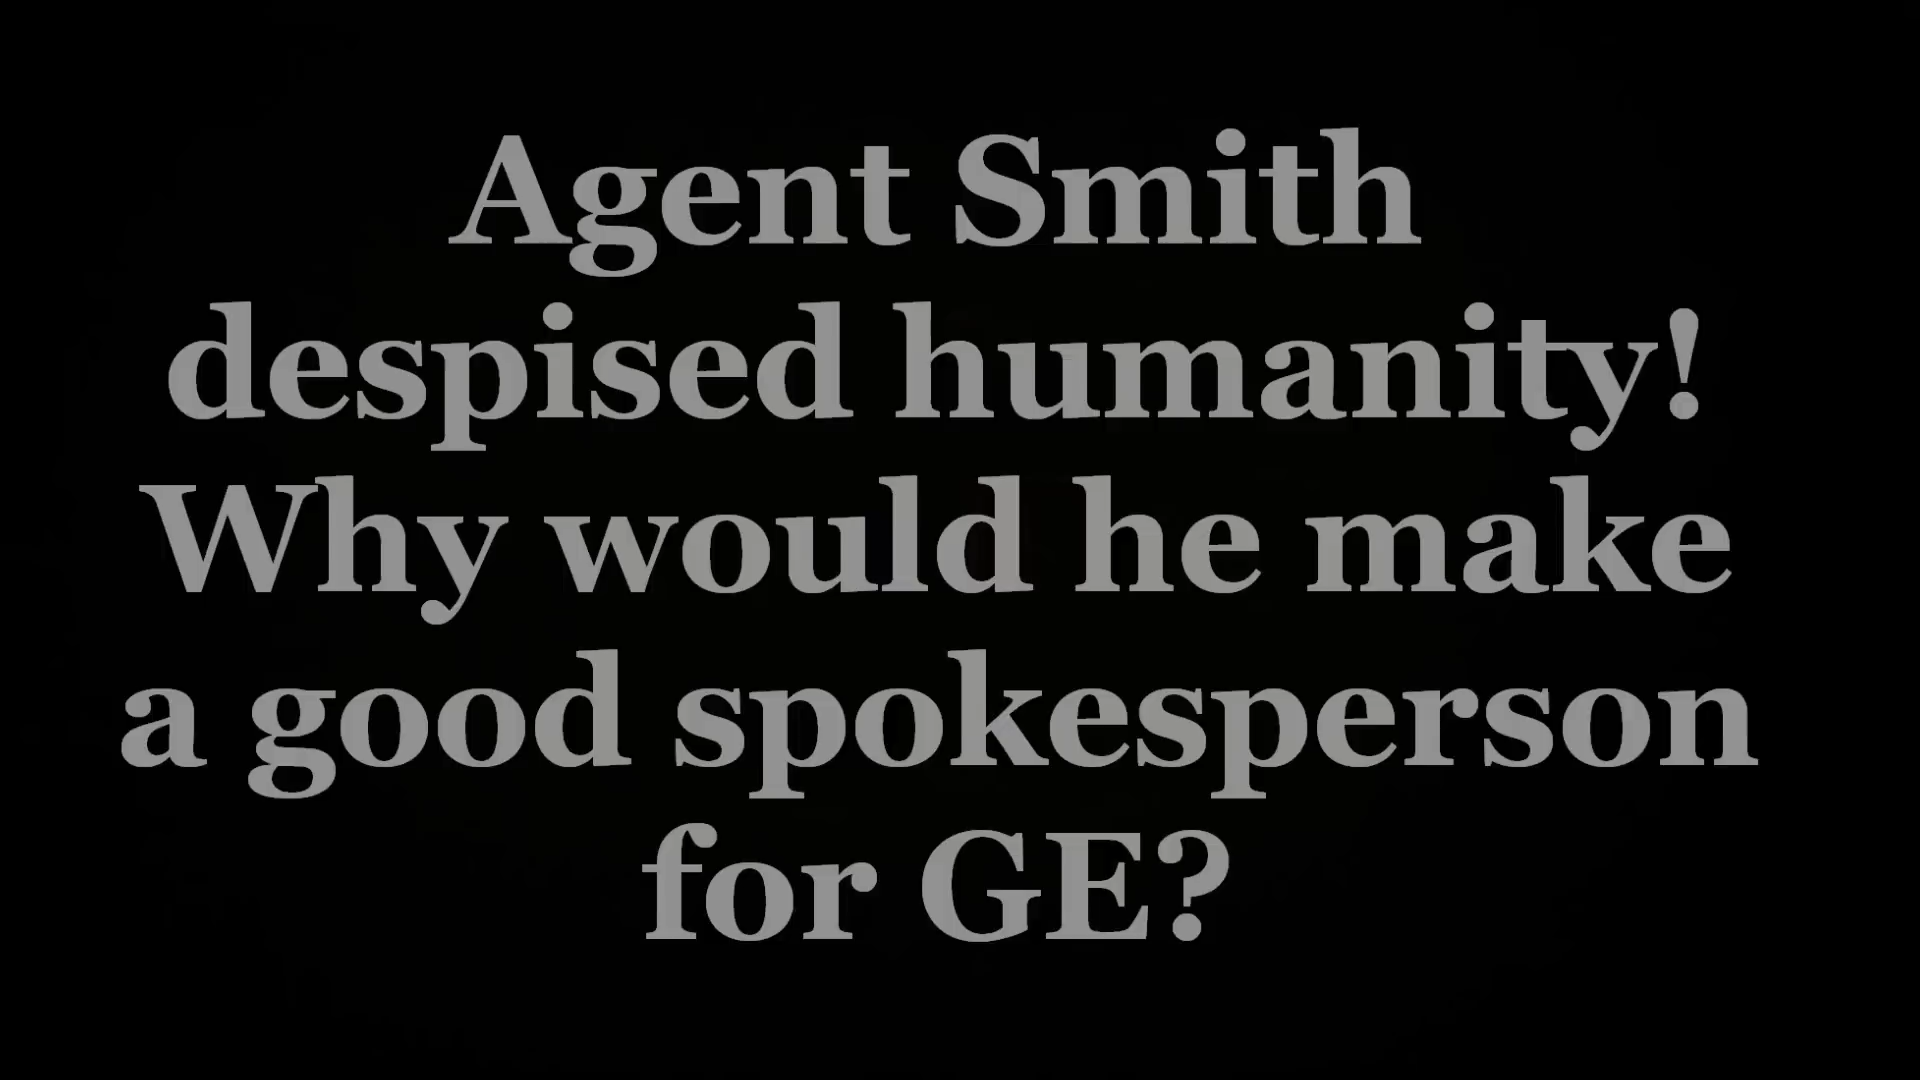 Agent Smith
despised humanity!
Why would he make
a good spokesperson
for GE?